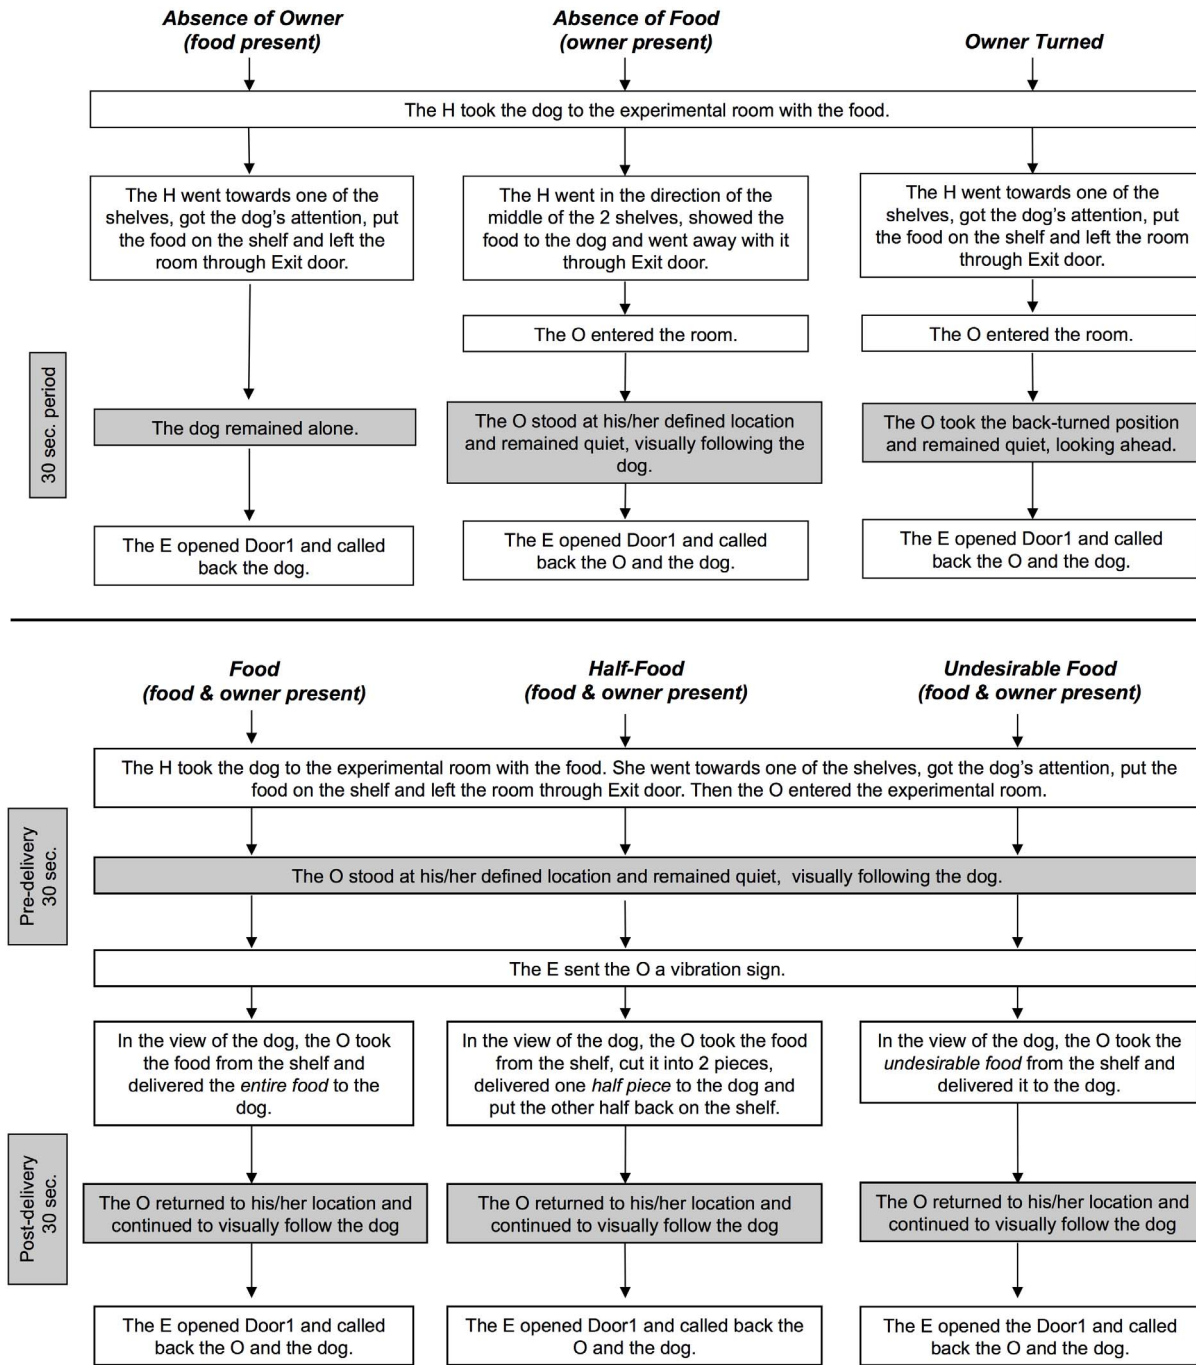 Absence of Owner
(food present)
Absence of Food
(owner present)
Owner Turned
The H took the dog to the experimental room with the food.
The H went towards one of the
shelves, got the dog’s attention, put
the food on the shelf and left the
room through Exit door.
The H went in the direction of the
middle of the 2 shelves, showed the
food to the dog and went away with it
through Exit door.
The H went towards one of the
shelves, got the dog’s attention, put
the food on the shelf and left the room
through Exit door.
The O entered the room.
The O entered the room.
30 sec. period
The dog remained alone.
The O stood at his/her defined location
and remained quiet, visually following the
dog.
The O took the back-turned position
and remained quiet, looking ahead.
The E opened Door1 and called
back the dog.
The E opened Door1 and called
back the O and the dog.
The E opened Door1 and called
back the O and the dog.
Food
(food & owner present)
Half-Food
(food & owner present)
Undesirable Food
(food & owner present)
The H took the dog to the experimental room with the food. She went towards one of the shelves, got the dog’s attention, put the
food on the shelf and left the room through Exit door. Then the O entered the experimental room.
Pre-delivery
30 sec.
The O stood at his/her defined location and remained quiet, visually following the dog.
The E sent the O a vibration sign.
In the view of the dog, the O took
the food from the shelf and
delivered the entire food to the
dog.
In the view of the dog, the O took the food
from the shelf, cut it into 2 pieces,
delivered one half piece to the dog and
put the other half back on the shelf.
In the view of the dog, the O took the
undesirable food from the shelf and
delivered it to the dog.
Post-delivery
30 sec.
The O returned to his/her location and
continued to visually follow the dog
The O returned to his/her location and
continued to visually follow the dog
The O returned to his/her location and
continued to visually follow the dog
The E opened Door1 and called
back the O and the dog.
The E opened Door1 and called back the
O and the dog.
The E opened the Door1 and called
back the O and the dog.